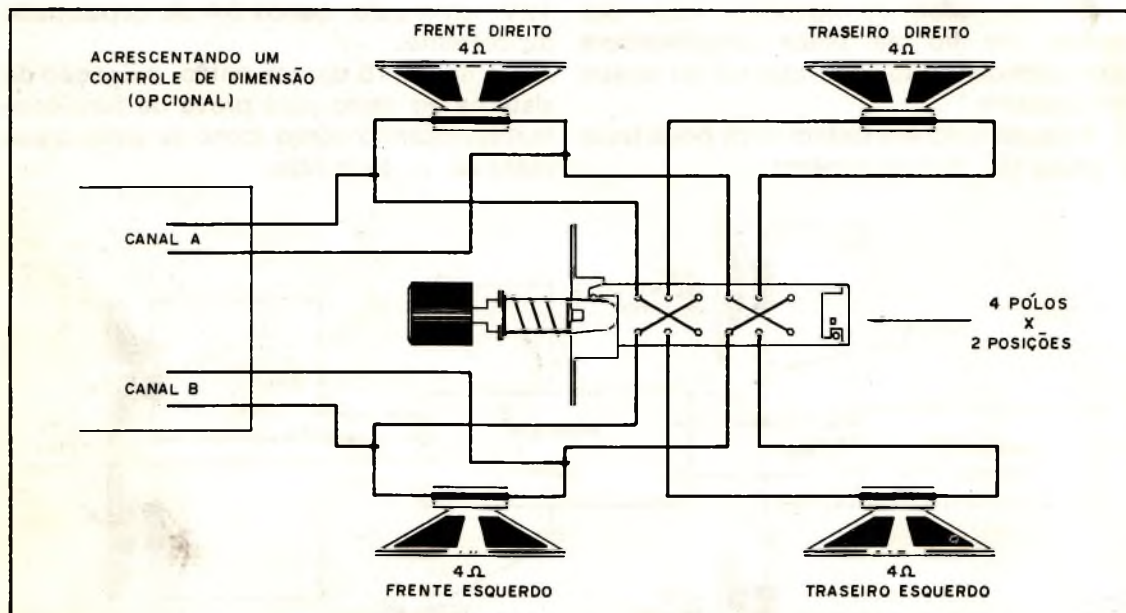 FRENTE DIREITO
4Ω
TRASEIRO DIREITO
4Ω
ACRESCENTANDO UM
CONTROLE DE DIMENSÃO
(OPCIONAL)
CANAL A
4 PÓLOS
X
2 POSIÇÕES
CANAL B
4Ω
FRENTE ESQUERDO
4Ω
TRASEIRO ESQUERDO